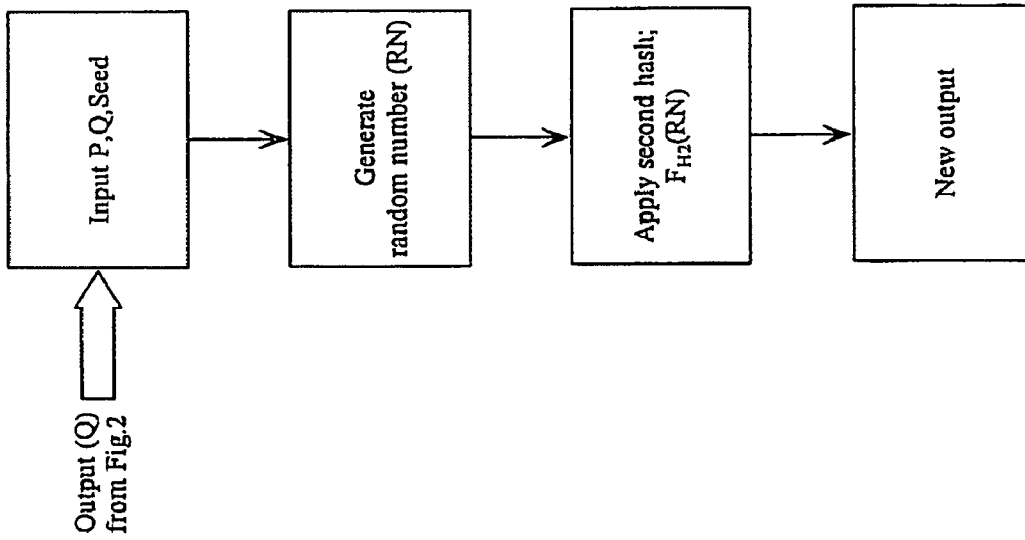 Output (Q)
from Fig.2
Input P,Q,Seed
Generate
random number (RN)
Apply second hash;
F_H2(RN)
New output